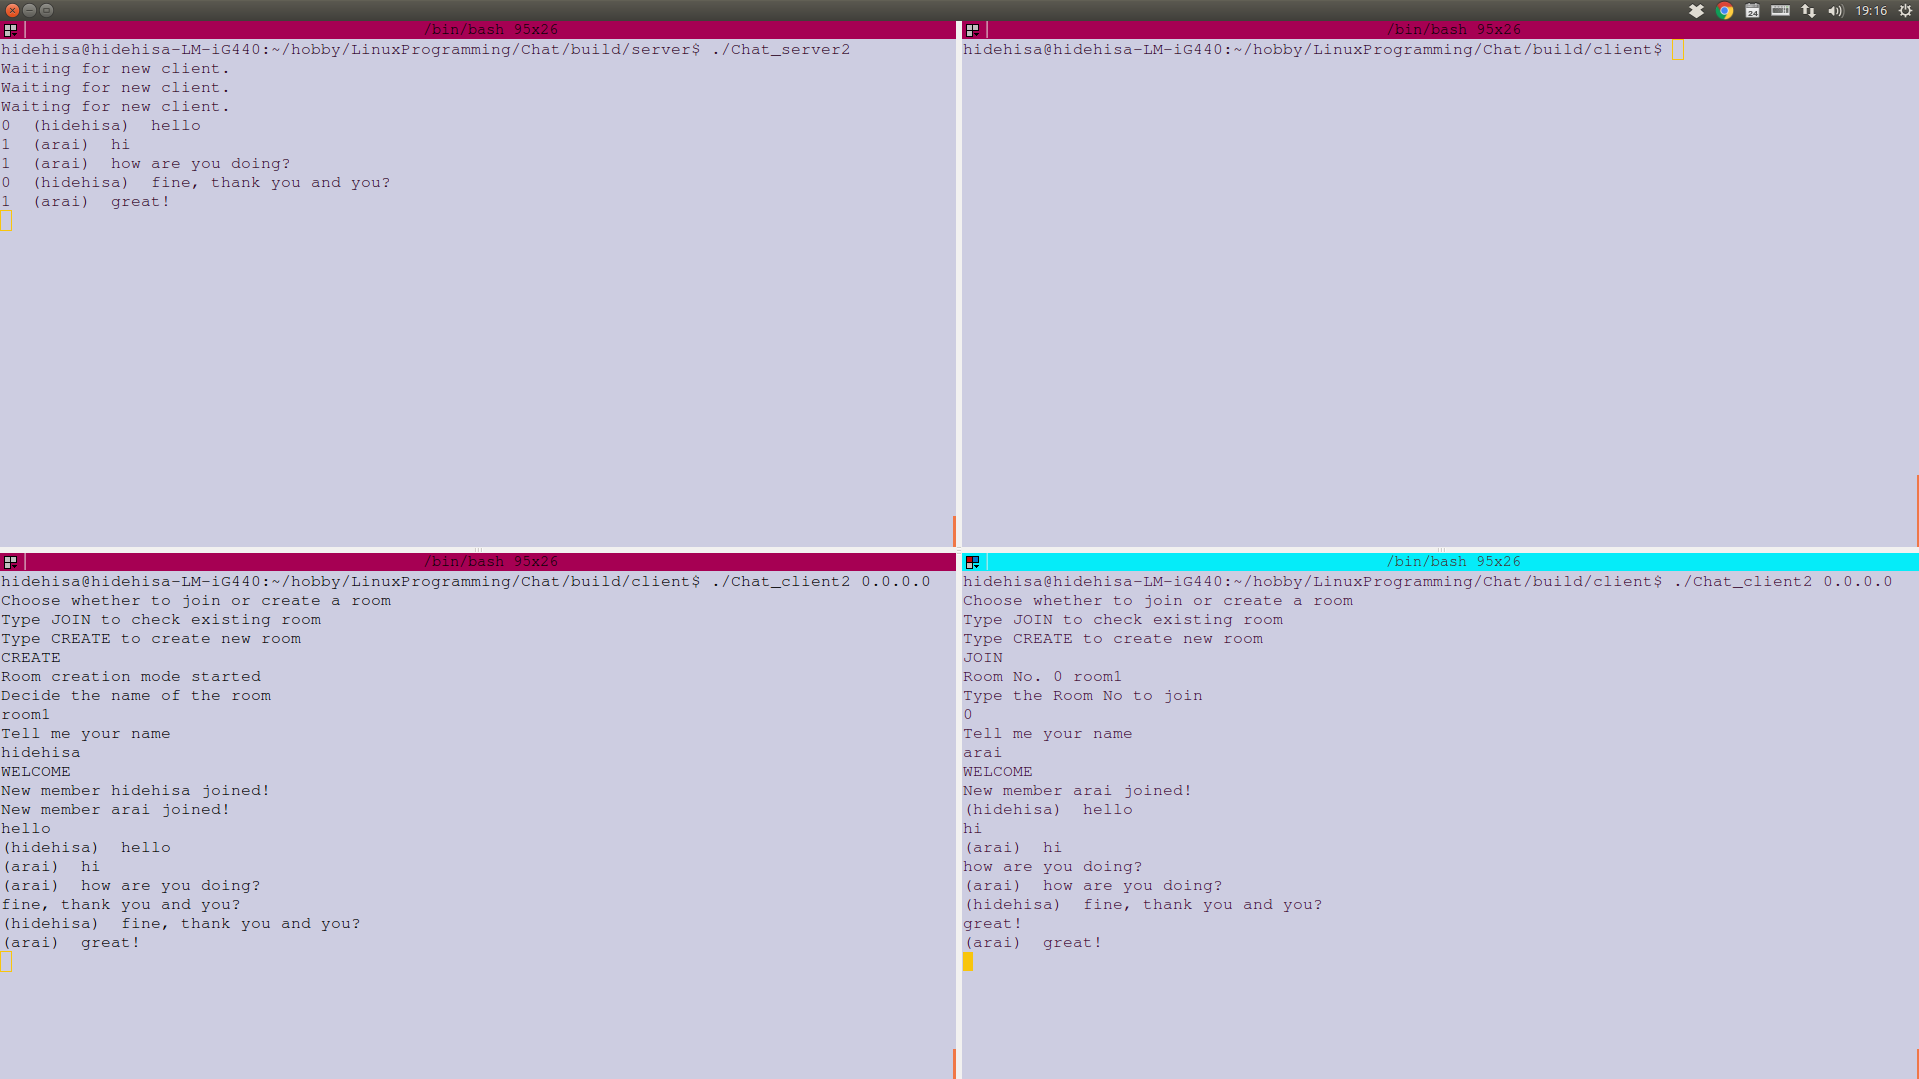 19:16
24
/bin/bash 95x26
hidehisa@hidehisa-LM-iG440:~/hobby/LinuxProgramming/Chat/build/server$ ./Chat_server2
Waiting for new client.
Waiting for new client.
Waiting for new client.
0  (hidehisa)  hello
1  (arai)  hi
1  (arai)  how are you doing?
0  (hidehisa)  fine, thank you and you?
1  (arai)  great!
/bin/bash 95x26
hidehisa@hidehisa-LM-iG440:~/hobby/LinuxProgramming/Chat/build/client$
/bin/bash 95x26
hidehisa@hidehisa-LM-iG440:~/hobby/LinuxProgramming/Chat/build/client$ ./Chat_client2 0.0.0.0
Choose whether to join or create a room
Type JOIN to check existing room
Type CREATE to create new room
CREATE
Room creation mode started
Decide the name of the room
room1
Tell me your name
hidehisa
WELCOME
New member hidehisa joined!
New member arai joined!
hello
(hidehisa)  hello
(arai)  hi
(arai)  how are you doing?
fine, thank you and you?
(hidehisa)  fine, thank you and you?
(arai)  great!
/bin/bash 95x26
hidehisa@hidehisa-LM-iG440:~/hobby/LinuxProgramming/Chat/build/client$ ./Chat_client2 0.0.0.0
Choose whether to join or create a room
Type JOIN to check existing room
Type CREATE to create new room
JOIN
Room No. 0 room1
Type the Room No to join
0
Tell me your name
arai
WELCOME
New member arai joined!
(hidehisa)  hello
hi
(arai)  hi
how are you doing?
(arai)  how are you doing?
(hidehisa)  fine, thank you and you?
great!
(arai)  great!